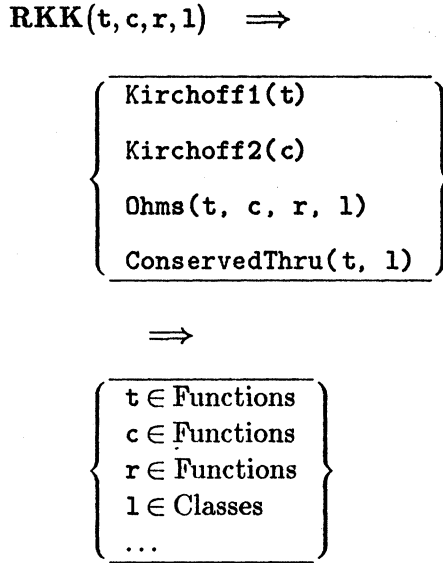 RKK(t,c,r,l) ⟹
Kirchoff1(t)
Kirchoff2(c)
Ohms(t, c, r, l)
ConservedThru(t, l)
⟹
t ∈ Functions
c ∈ Functions
r ∈ Functions
l ∈ Classes
...